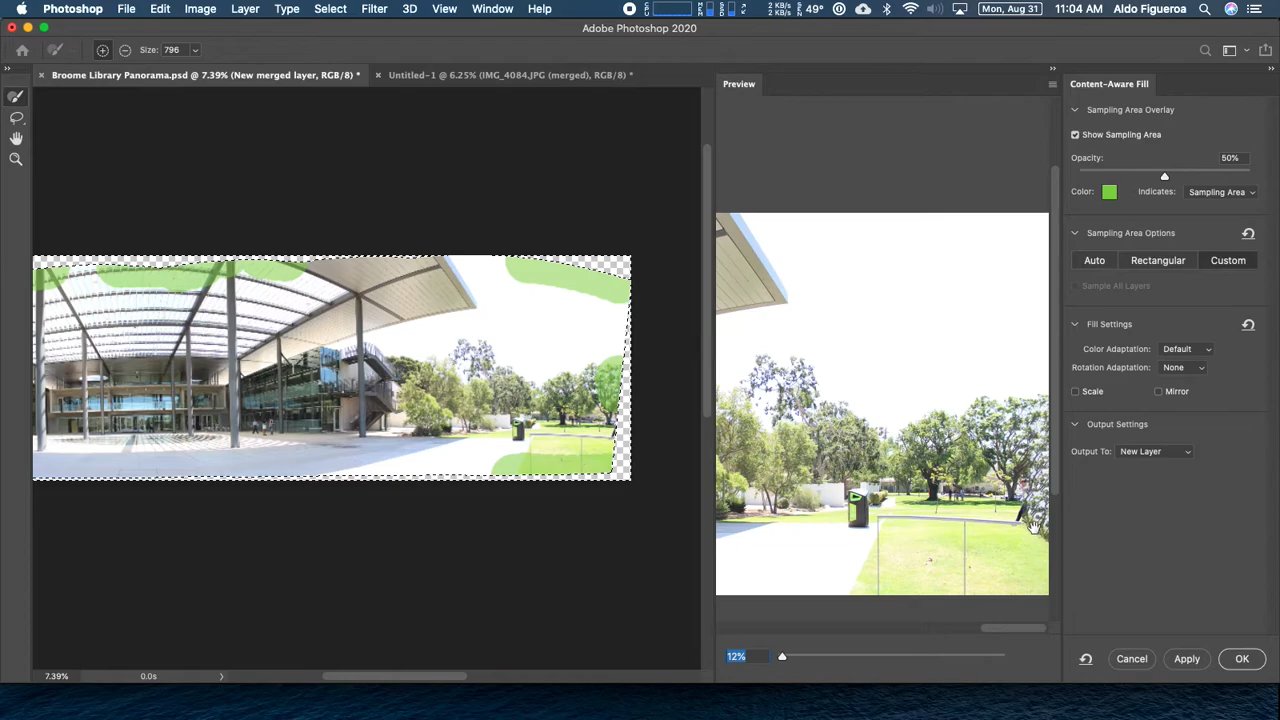 Photoshop File Edit Image Layer Type Select Filter 3D View Window Help 2 KB/s 2 KB/s 49° Mon, Aug 31 11:04 AM Aldo Figueroa
Adobe Photoshop 2020
Size: 796
Broome Library Panorama.psd @ 7.39% (New merged layer, RGB/8) *
Untitled-1 @ 6.25% (IMG_4084.JPG (merged), RGB/8) *
Preview
Content-Aware Fill
Sampling Area Overlay
Show Sampling Area
Opacity: 50%
Color: Indicates: Sampling Area
Sampling Area Options
Auto Rectangular Custom
Sample All Layers
Fill Settings
Color Adaptation: Default
Rotation Adaptation: None
Scale Mirror
Output Settings
Output To: New Layer
12%
Cancel Apply OK
7.39% 0.0s